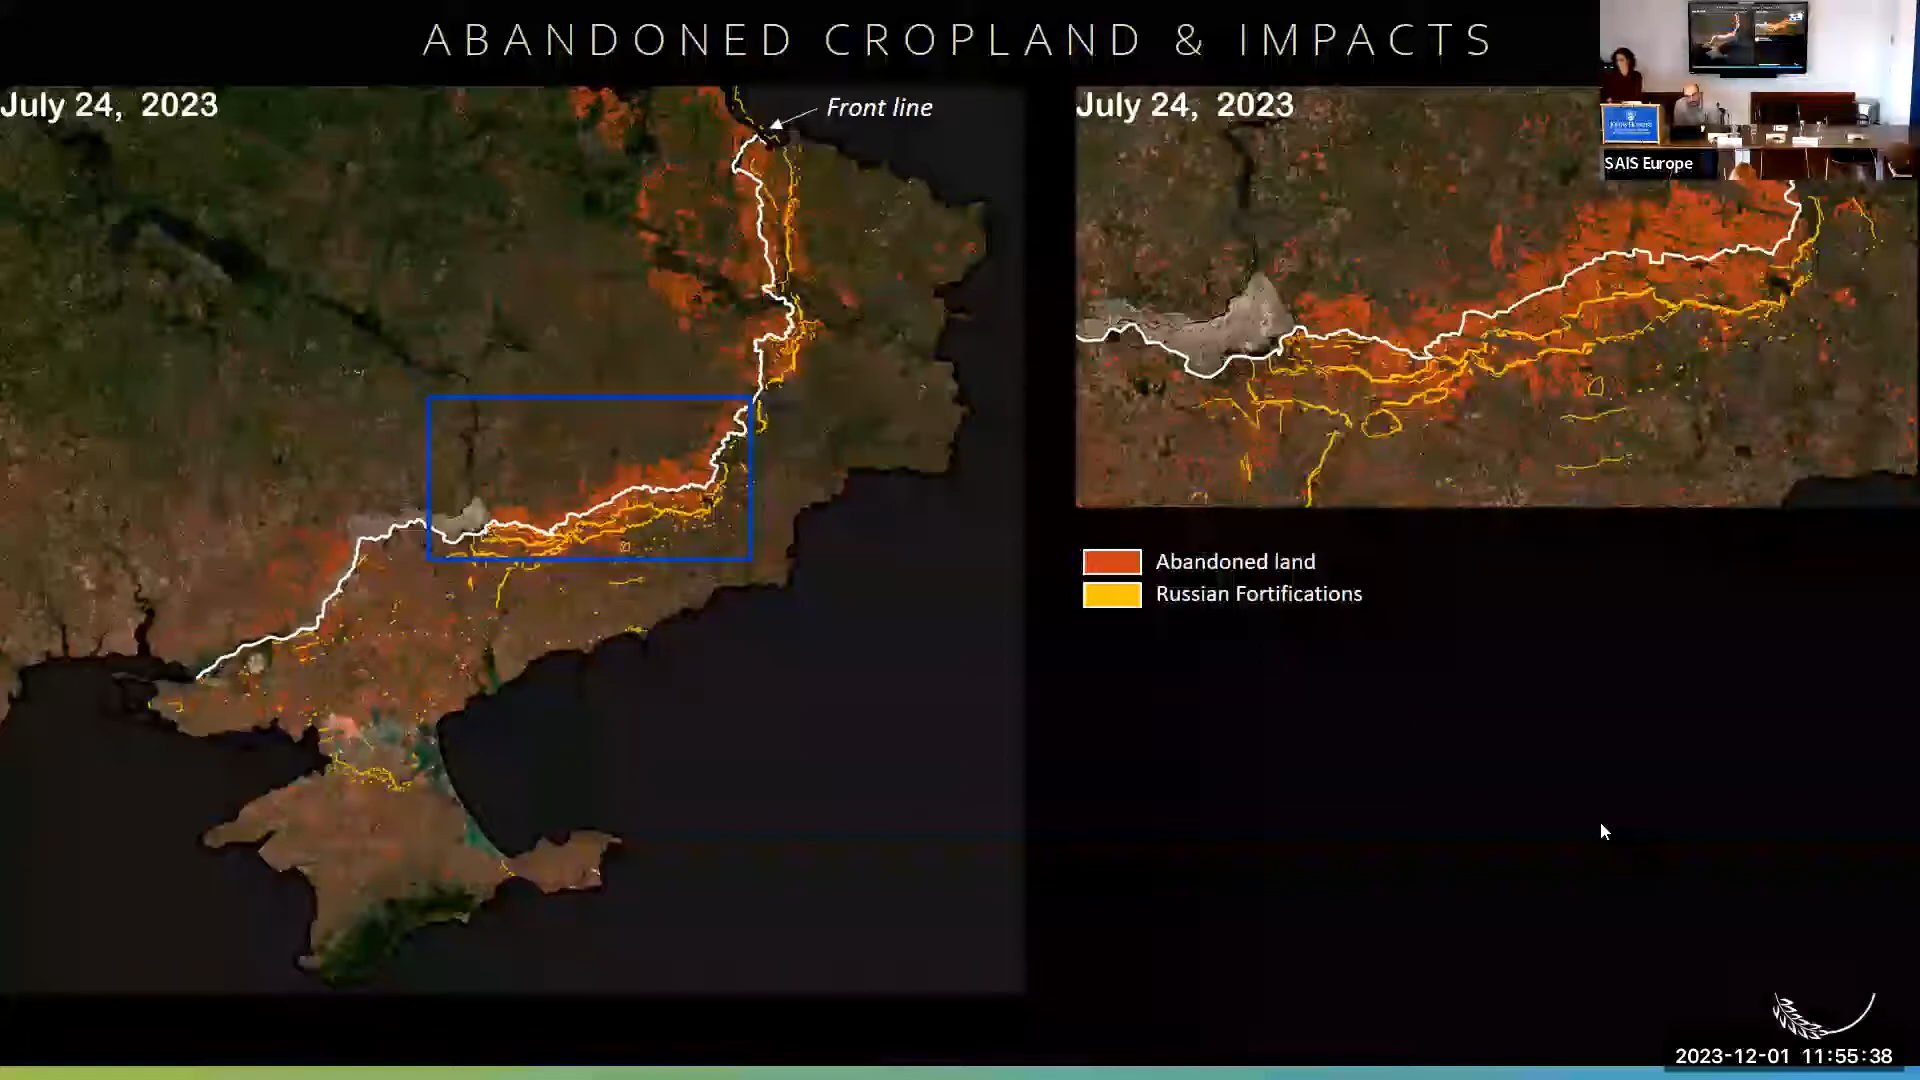 ABANDONED CROPLAND & IMPACTS
July 24, 2023
Front line
July 24, 2023
SAIS Europe
Abandoned land
Russian Fortifications
2023-12-01 11:55:38